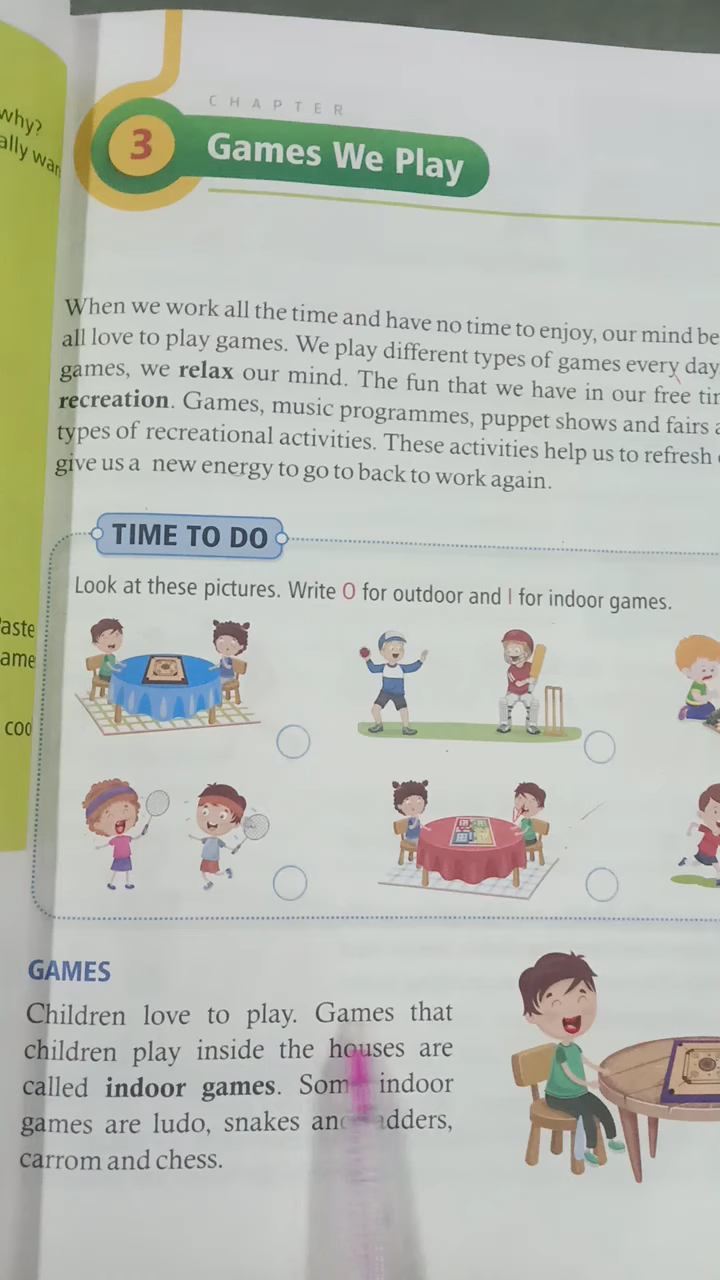 why?
ally wan
CHAPTER
3
Games We Play
When we work all the time and have no time to enjoy, our mind be
all love to play games. We play different types of games every day
games, we relax our mind. The fun that we have in our free
recreation. Games, music programmes, puppet shows and fairs
types of recreational activities. These activities help us to refresh
give us a new energy to go to back to work again.
TIME TO DO
Look at these pictures. Write O for outdoor and I for indoor games.
aste
ame
coo
GAMES
Children love to play. Games that
children play inside the houses are
called indoor games. Som indoor
games are ludo, snakes an adders,
carrom and chess.